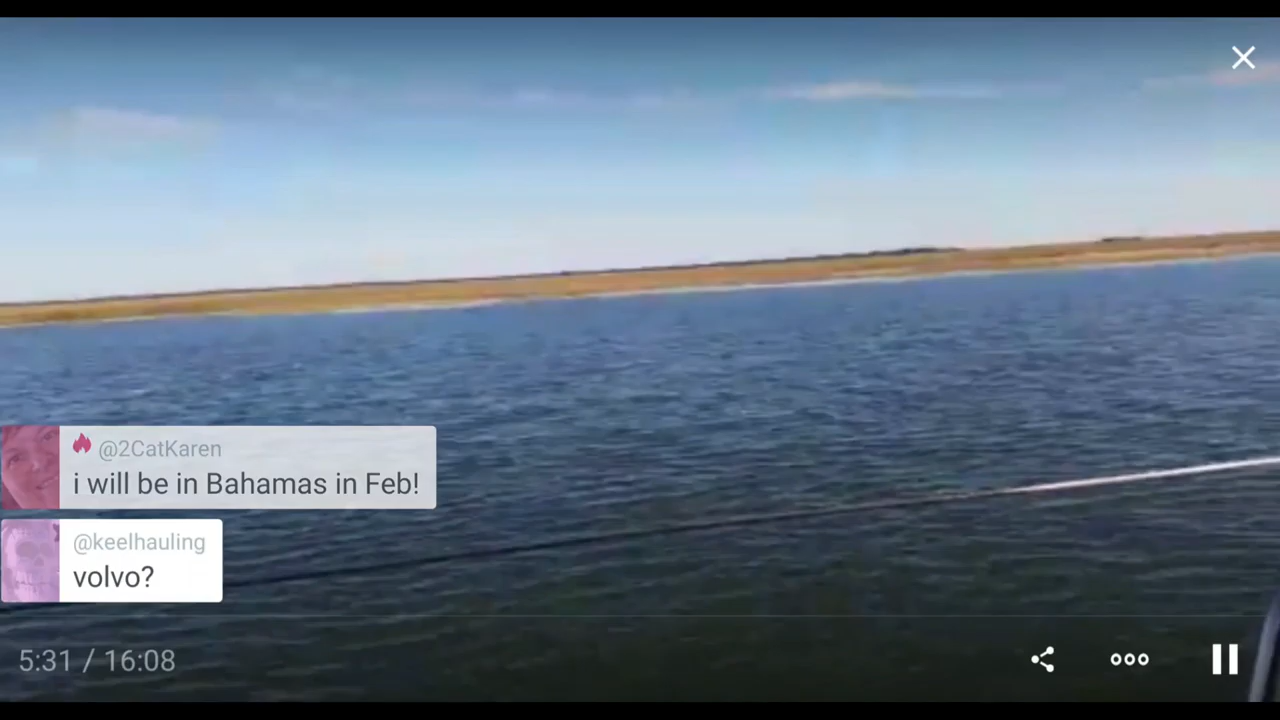 @2CatKaren
i will be in Bahamas in Feb!
@keelhauling
volvo?
5:31 / 16:08